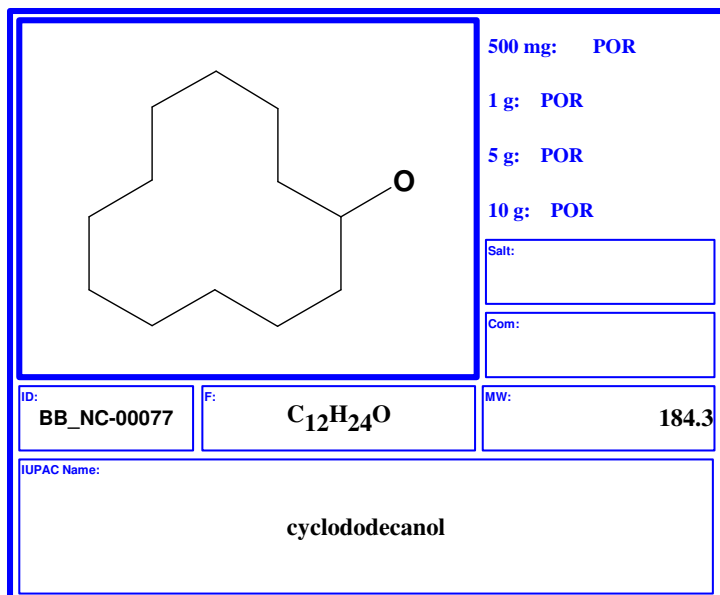 O
500 mg: POR
1 g: POR
5 g: POR
10 g: POR
Salt:
Com:
ID:
BB_NC-00077
F:
C12H24O
MW:
184.3
IUPAC Name:
cyclododecanol